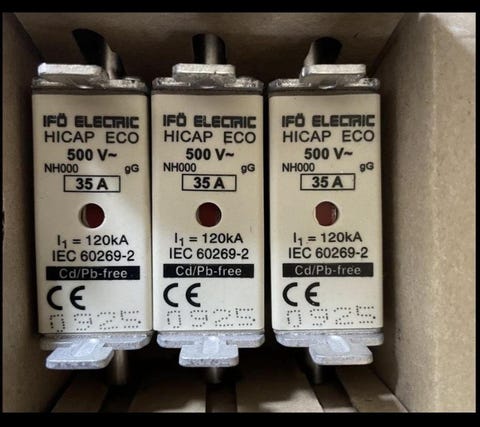 IFÖ ELECTRIC
HICAP ECO
500 V~
NH000 gG
35 A
I₁ = 120kA
IEC 60269-2
Cd/Pb-free
CE
0925
IFÖ ELECTRIC
HICAP ECO
500 V~
NH000 gG
35 A
I₁ = 120kA
IEC 60269-2
Cd/Pb-free
CE
0925
IFÖ ELECTRIC
HICAP ECO
500 V~
NH000 gG
35 A
I₁ = 120kA
IEC 60269-2
Cd/Pb-free
CE
0925